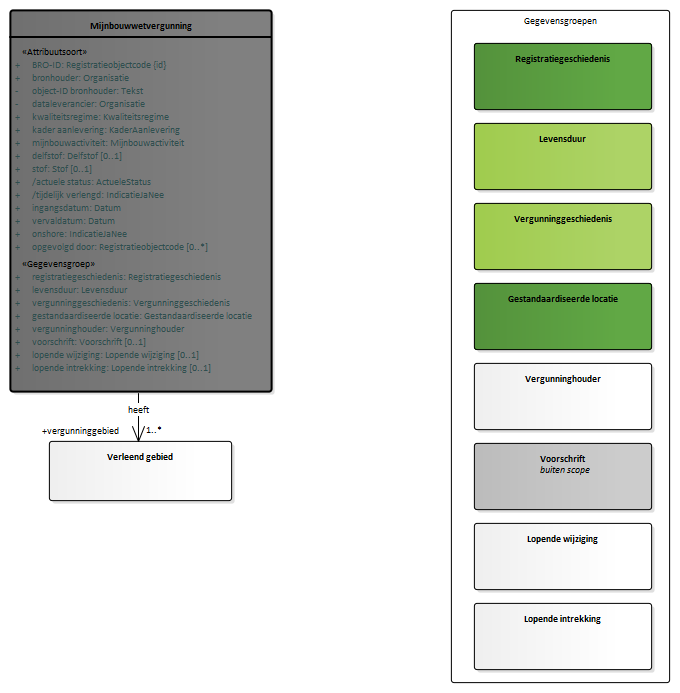 Mijnbouwwetvergunning
«Attribuutsoort»
+ BRO-ID: Registratieobjectcode [id]
+ bronhouder: Organisatie
- object-ID bronhouder: Tekst
- dataleverancier: Organisatie
+ kwaliteitsregime: Kwaliteitsregime
+ kader aanlevering: KaderAanlevering
+ mijnbouwactiviteit: Mijnbouwactiviteit
+ delfstof: Delfstof [0..1]
+ stof: Stof [0..1]
+ /actuele status: ActueleStatus
+ /tijdelijk verlengd: IndicatieJaNee
+ ingangsdatum: Datum
+ vervaldatum: Datum
+ onshore: IndicatieJaNee
+ opgevolgd door: Registratieobjectcode [0..*]
«Gegevensgroep»
+ registratiegeschiedenis: Registratiegeschiedenis
+ levensduur: Levensduur
+ vergunninggeschiedenis: Vergunninggeschiedenis
+ gestandaardiseerde locatie: Gestandaardiseerde locatie
+ vergunninghouder: Vergunninghouder
+ voorschrift: Voorschrift [0..1]
+ lopende wijziging: Lopende wijziging [0..1]
+ lopende intrekking: Lopende intrekking [0..1]
heeft
+vergunninggebied 1..*
Verleend gebied
Gegevensgroepen
Registratiegeschiedenis
Levensduur
Vergunninggeschiedenis
Gestandaardiseerde locatie
Vergunninghouder
Voorschrift
buiten scope
Lopende wijziging
Lopende intrekking